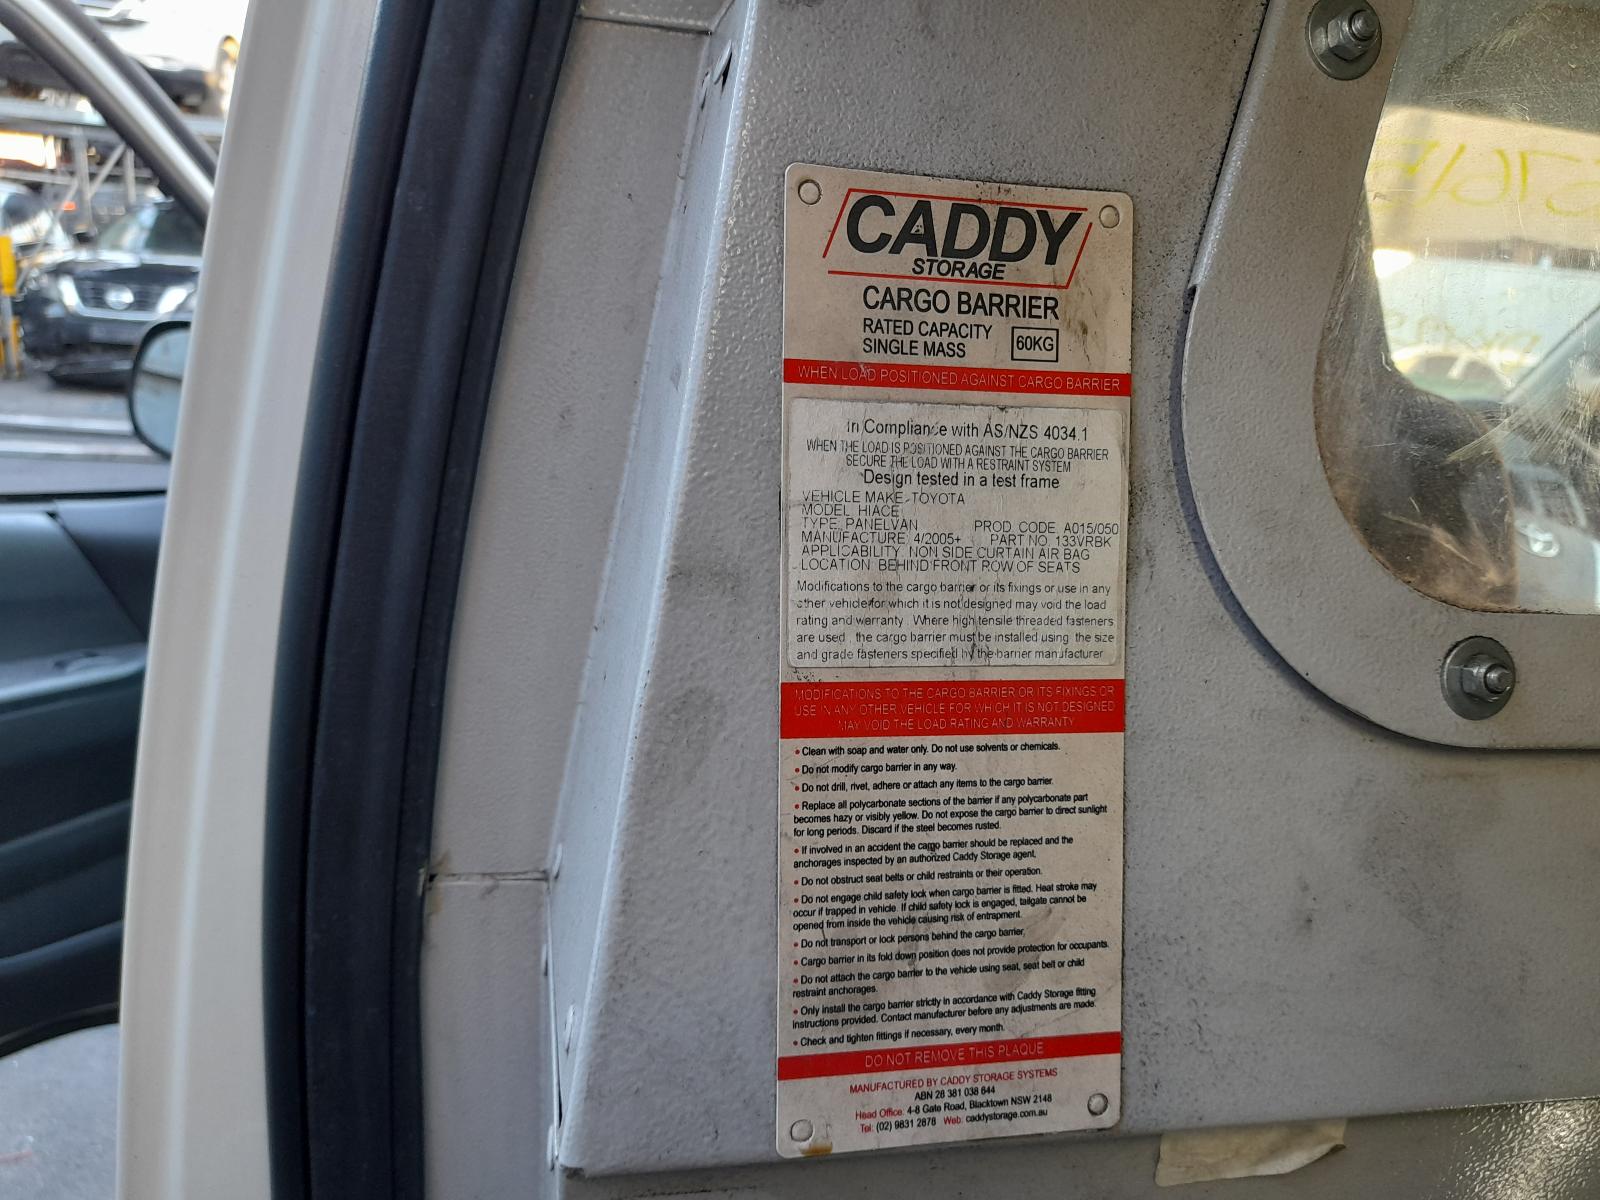 CADDY
STORAGE
CARGO BARRIER
RATED CAPACITY
SINGLE MASS
60KG
WHEN LOAD POSITIONED AGAINST CARGO BARRIER
In Compliance with AS/NZS 4034.1
WHEN THE LOAD IS POSITIONED AGAINST THE CARGO BARRIER
SECURE THE LOAD WITH A RESTRAINT SYSTEM
Design tested in a test frame
VEHICLE MAKE TOYOTA
MODEL HIACE
TYPE PANELVAN PROD CODE A015/050
MANUFACTURE 4/2005+ PART NO 133VRBK
APPLICABILITY NON SIDE CURTAIN AIR BAG
LOCATION BEHIND FRONT ROW OF SEATS
Modifications to the cargo barrier or its fixings or use in any
other vehicle for which it is not designed may void the load
rating and warranty . Where high tensile threaded fasteners
are used , the cargo barrier must be installed using the size
and grade fasteners specified by the barrier manufacturer
MODIFICATIONS TO THE CARGO BARRIER OR ITS FIXINGS OR
USE IN ANY OTHER VEHICLE FOR WHICH IT IS NOT DESIGNED
MAY VOID THE LOAD RATING AND WARRANTY
• Clean with soap and water only. Do not use solvents or chemicals.
• Do not modify cargo barrier in any way.
• Do not drill, rivet, adhere or attach any items to the cargo barrier.
• Replace all polycarbonate sections of the barrier if any polycarbonate part
becomes hazy or visibly yellow. Do not expose the cargo barrier to direct sunlight
for long periods. Discard if the steel becomes rusted.
• If involved in an accident the cargo barrier should be replaced and the
anchorages inspected by an authorized Caddy Storage agent.
• Do not obstruct seat belts or child restraints or their operation.
• Do not engage child safety lock when cargo barrier is fitted. Heat stroke may
occur if trapped in vehicle. If child safety lock is engaged, tailgate cannot be
opened from inside the vehicle causing risk of entrapment.
• Do not transport or lock persons behind the cargo barrier.
• Cargo barrier in its fold down position does not provide protection for occupants.
• Do not attach the cargo barrier to the vehicle using seat, seat belt or child
restraint anchorages.
• Only install the cargo barrier strictly in accordance with Caddy Storage fitting
instructions provided. Contact manufacturer before any adjustments are made.
• Check and tighten fittings if necessary, every month.
DO NOT REMOVE THIS PLAQUE
MANUFACTURED BY CADDY STORAGE SYSTEMS
ABN 28 381 038 644
Head Office: 4-8 Gate Road, Blacktown NSW 2148
Tel: (02) 9831 2878 Web: caddystorage.com.au